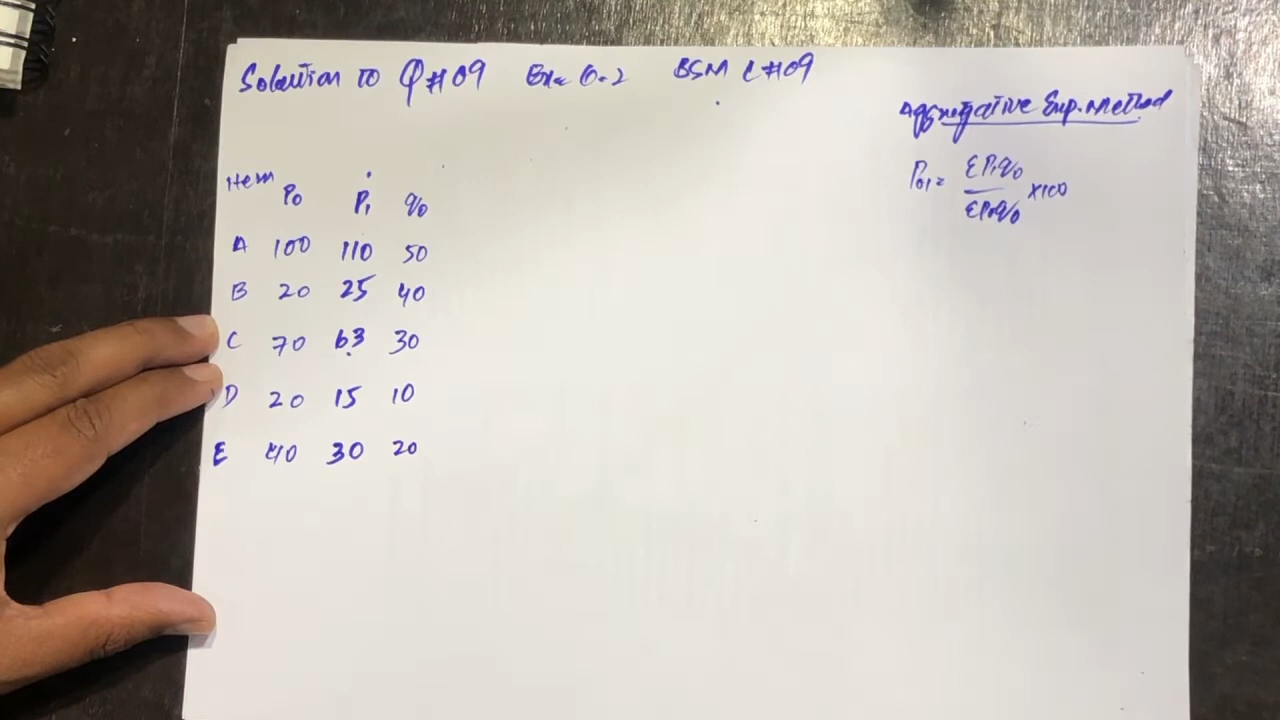 Solution to Q#09 Ex. 6.2 BSM L#09
Aggregative Exp. Method
P01 = ΣP1q0 / ΣP0q0 ×100
Item P0 P1 q0
A 100 110 50
B 20 25 40
C 70 63 30
D 20 15 10
E 40 30 20